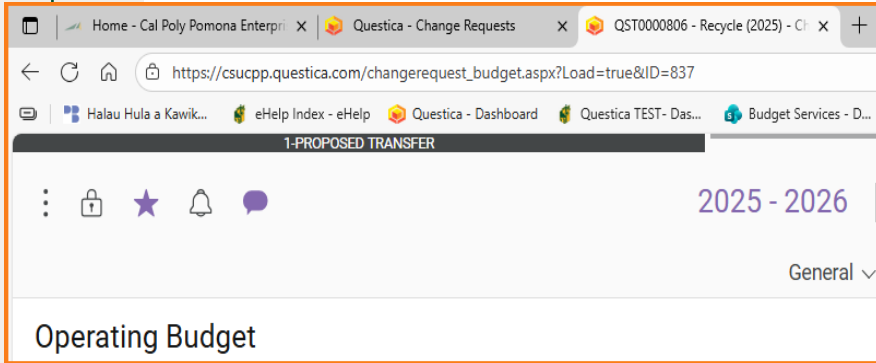 Home - Cal Poly Pomona Enterpri
Questica - Change Requests
QST0000806 - Recycle (2025) - Ch
https://csucpp.questica.com/changerequest_budget.aspx?Load=true&ID=837
Halau Hula a Kawik...
eHelp Index - eHelp
Questica - Dashboard
Questica TEST- Das...
Budget Services - D...
1-PROPOSED TRANSFER
2025 - 2026
General
Operating Budget